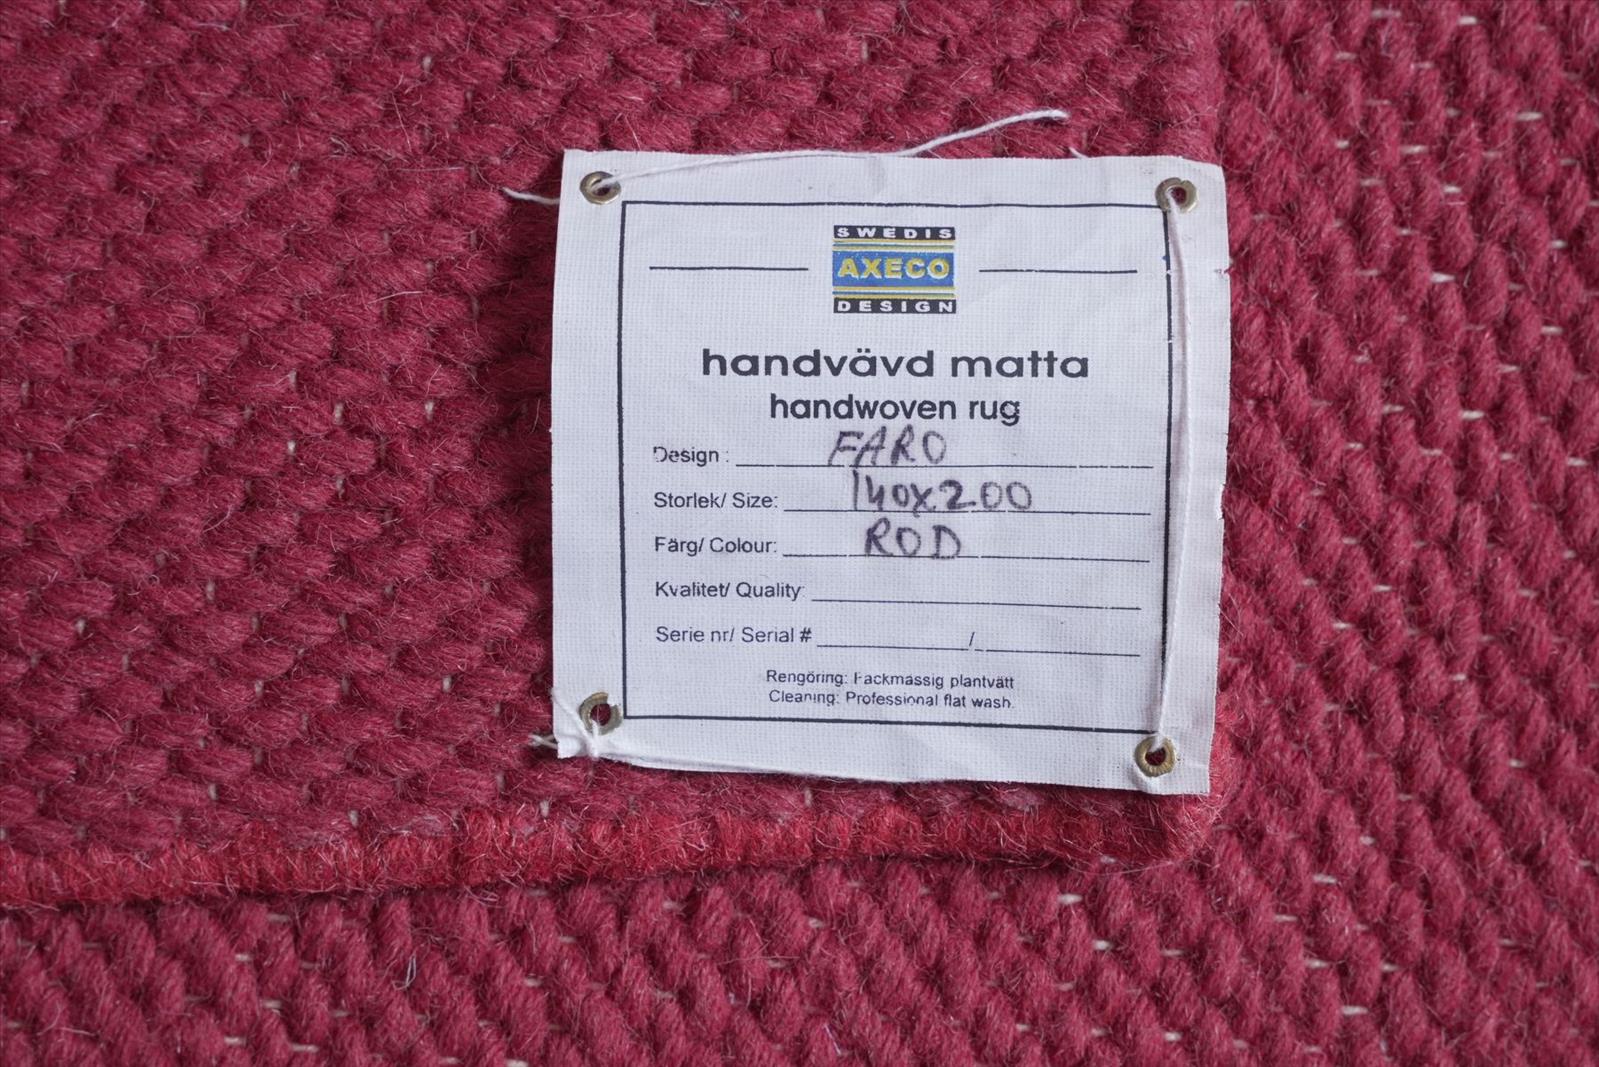 SWEDIS
AXECO
DESIGN
handvävd matta
handwoven rug
Design : FARO
Storlek/ Size: 140x200
Färg/ Colour: ROD
Kvalitet/ Quality:
Serie nr/ Serial # /
Rengöring: Fackmassig plantvätt
Cleaning: Professional flat wash.